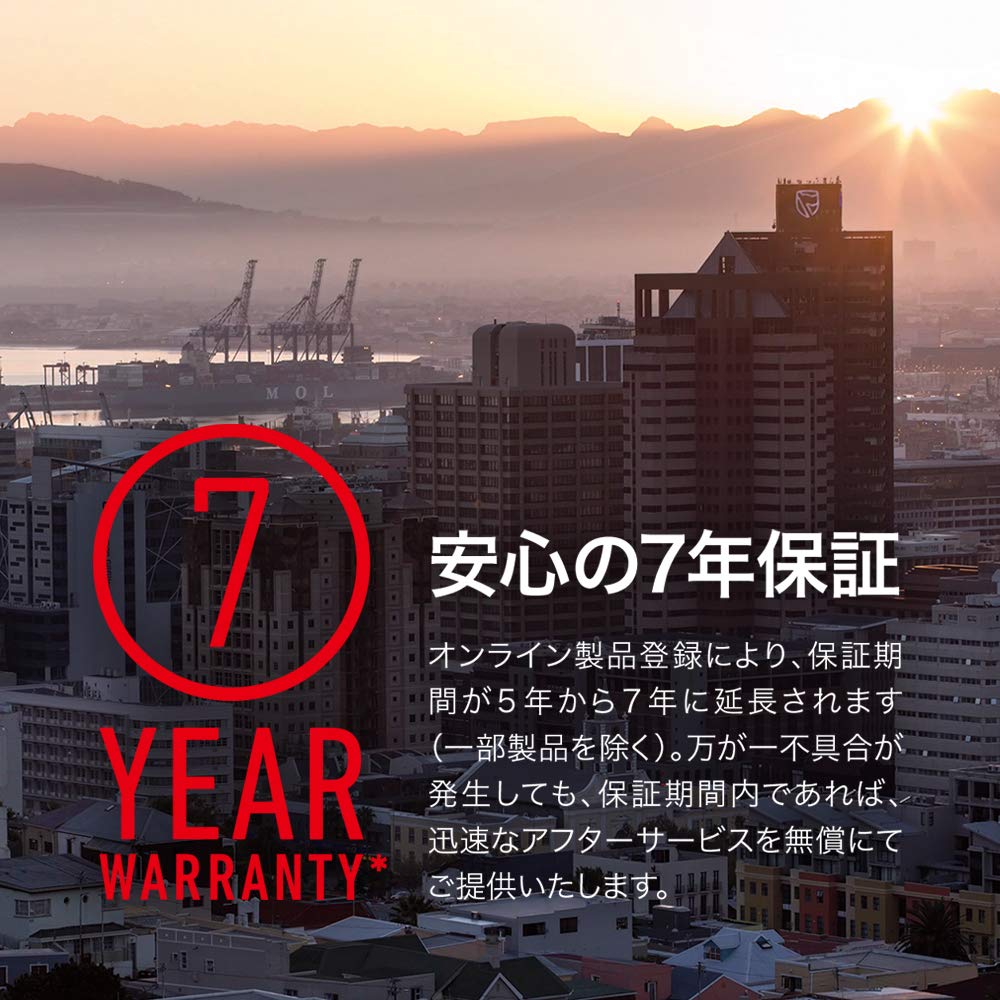 MOL
7
YEAR
WARRANTY*
安心の7年保証
オンライン製品登録により、保証期
間が5年から7年に延長されます
（一部製品を除く）。万が一不具合が
発生しても、保証期間内であれば、
迅速なアフターサービスを無償にて
ご提供いたします。